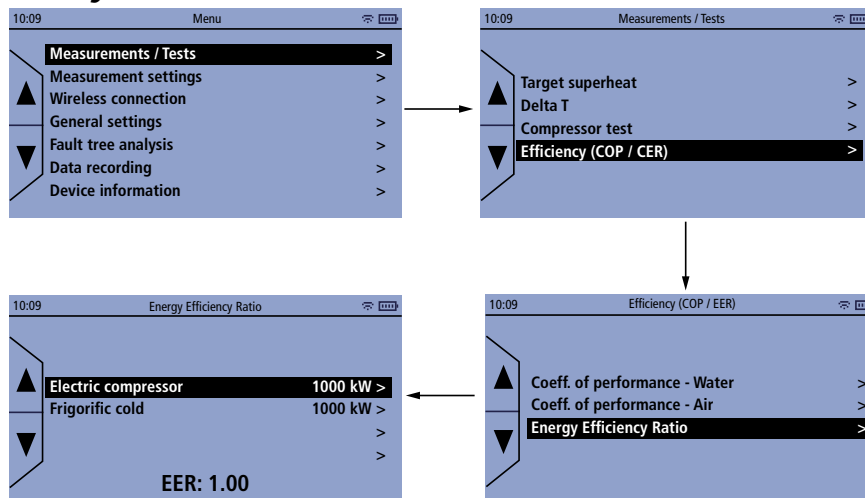 10:09 Menu
Measurements / Tests >
Measurement settings >
Wireless connection >
General settings >
Fault tree analysis >
Data recording >
Device information >
10:09 Measurements / Tests
Target superheat >
Delta T >
Compressor test >
Efficiency (COP / CER) >
10:09 Efficiency (COP / EER)
Coeff. of performance - Water >
Coeff. of performance - Air >
Energy Efficiency Ratio >
10:09 Energy Efficiency Ratio
Electric compressor 1000 kW >
Frigorific cold 1000 kW >
>
>
EER: 1.00